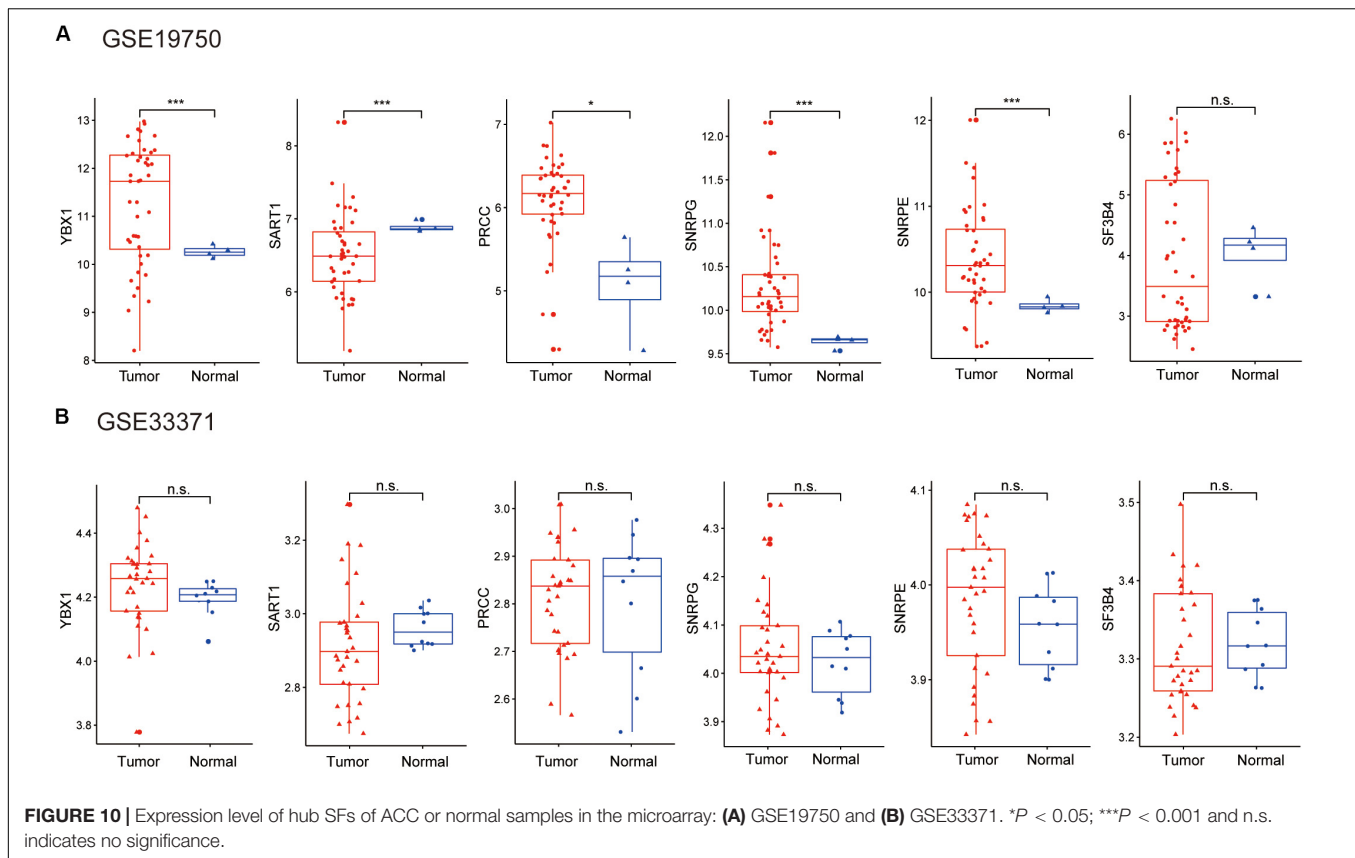 A GSE19750
*** *** * *** *** n.s.
YBX1 13 12 11 10 9 8 Tumor Normal
SART1 8 7 6 Tumor Normal
PRCC 7 6 5 Tumor Normal
SNRPG 12.0 11.5 11.0 10.5 10.0 9.5 Tumor Normal
SNRPE 12 10 Tumor Normal
SF3B4 6 5 4 3 Tumor Normal
B GSE33371
n.s. n.s. n.s. n.s. n.s. n.s.
YBX1 4.4 4.2 4.0 3.8 Tumor Normal
SART1 3.2 3.0 2.8 Tumor Normal
PRCC 3.0 2.9 2.8 2.7 2.6 Tumor Normal
SNRPG 4.3 4.2 4.1 4.0 3.9 Tumor Normal
SNRPE 4.1 4.0 3.9 Tumor Normal
SF3B4 3.5 3.4 3.3 3.2 Tumor Normal
FIGURE 10 | Expression level of hub SFs of ACC or normal samples in the microarray: (A) GSE19750 and (B) GSE33371. *P < 0.05; ***P < 0.001 and n.s.
indicates no significance.